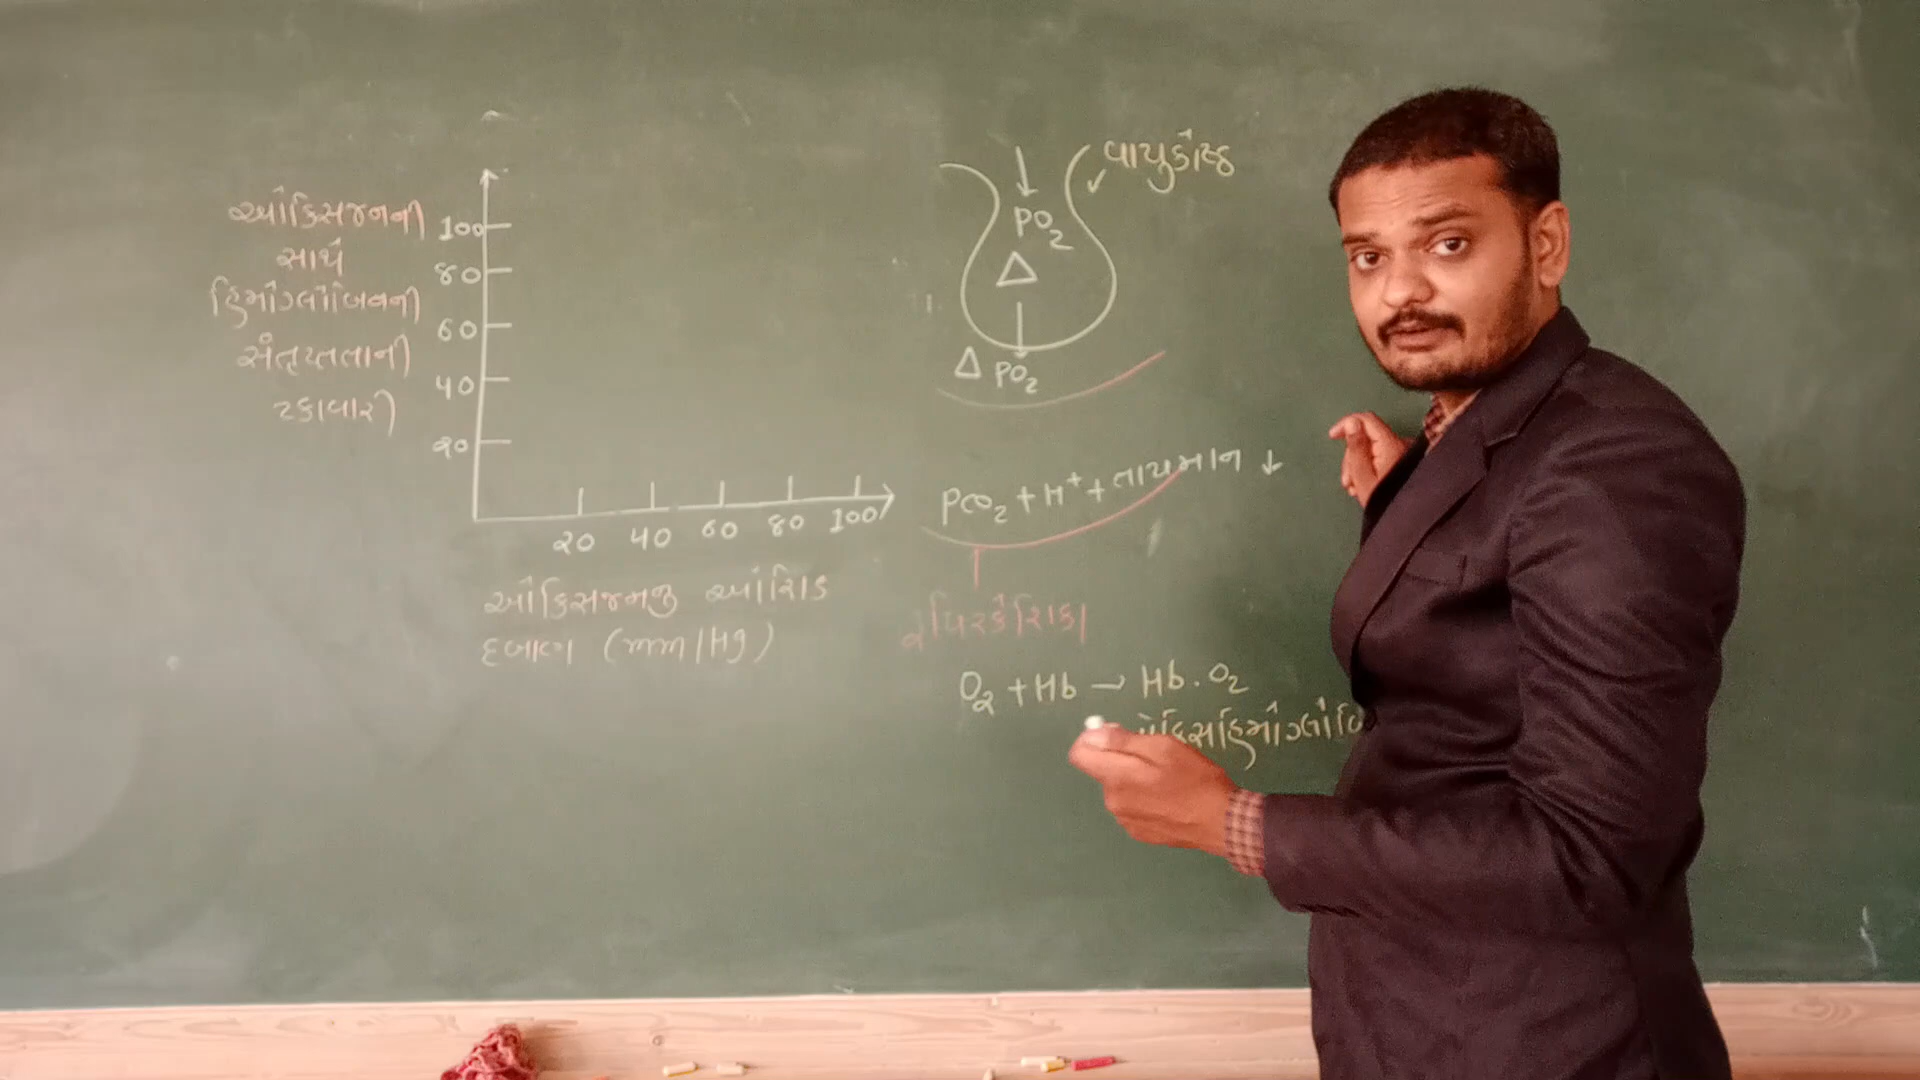 ઓક્સિજનની
સાથે
હિમોગ્લોબિનની
સંતૃપ્તતાની
ટકાવારી
100
80
60
40
20
20 40 60 80 100
ઓક્સિજનનુ આંશિક
દબાણ (mm/Hg)
વાયુકોષ્ઠ
PO2
△
△ PO2
PCO2 + H+ + તાપમાન ↓
રુધિરકેશિકા
O2 + Hb → Hb.O2